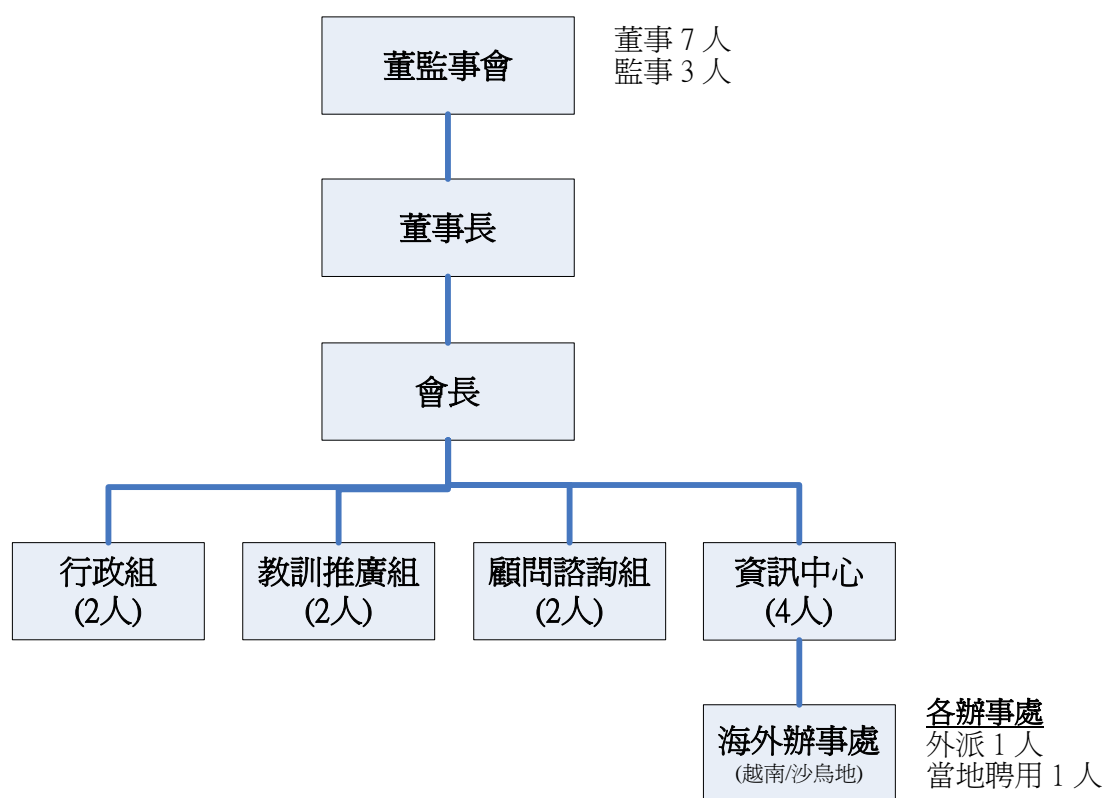 董監事會
董事 7 人
監事 3 人
董事長
會長
行政組
(2人)
教訓推廣組
(2人)
顧問諮詢組
(2人)
資訊中心
(4人)
海外辦事處
(越南/沙烏地)
各辦事處
外派 1 人
當地聘用 1 人